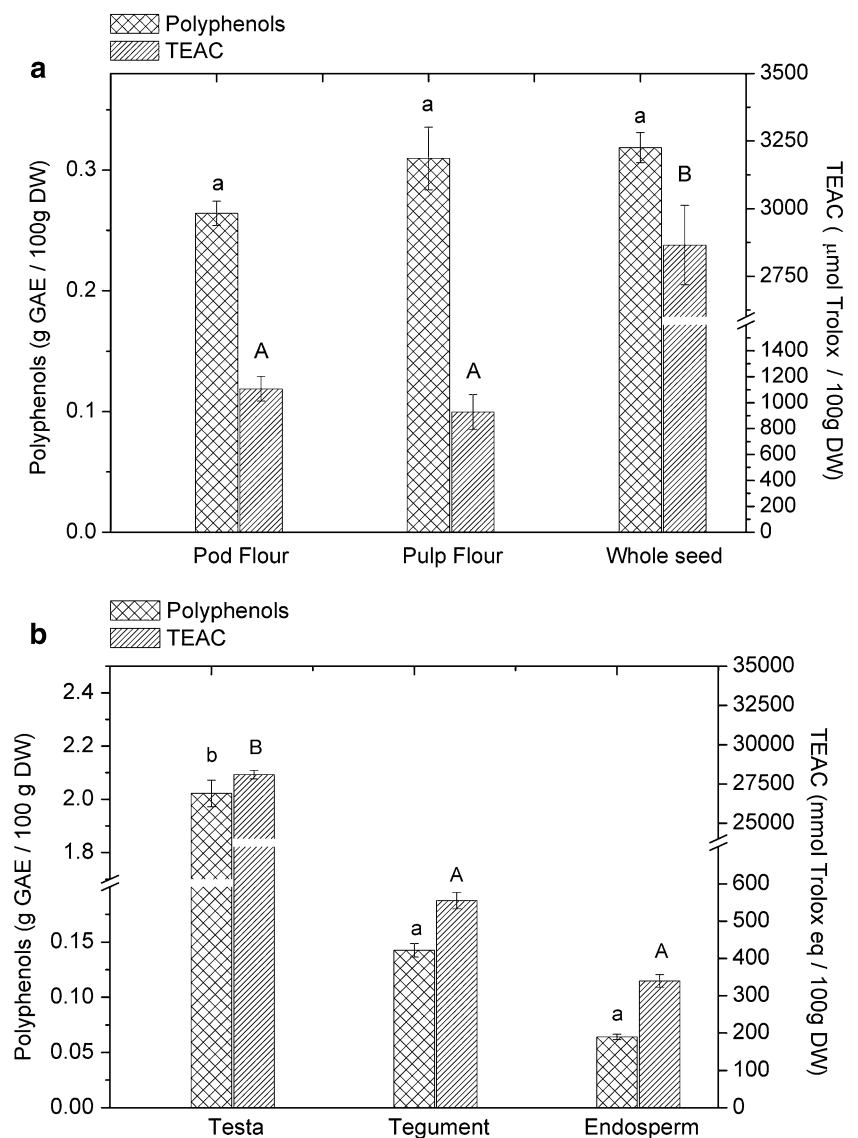 Polyphenols
TEAC
a
Polyphenols (g GAE / 100g DW)
0.3
0.2
0.1
0.0
a
A
a
A
a
B
3500
3250
3000
2750
1400
1200
1000
800
600
400
200
0
TEAC ( μmol Trolox / 100g DW)
Pod Flour
Pulp Flour
Whole seed
Polyphenols
TEAC
b
Polyphenols (g GAE / 100 g DW)
2.4
2.2
2.0
1.8
0.15
0.10
0.05
0.00
b
B
a
A
a
A
35000
32500
30000
27500
25000
600
500
400
300
200
100
0
TEAC (mmol Trolox eq / 100g DW)
Testa
Tegument
Endosperm